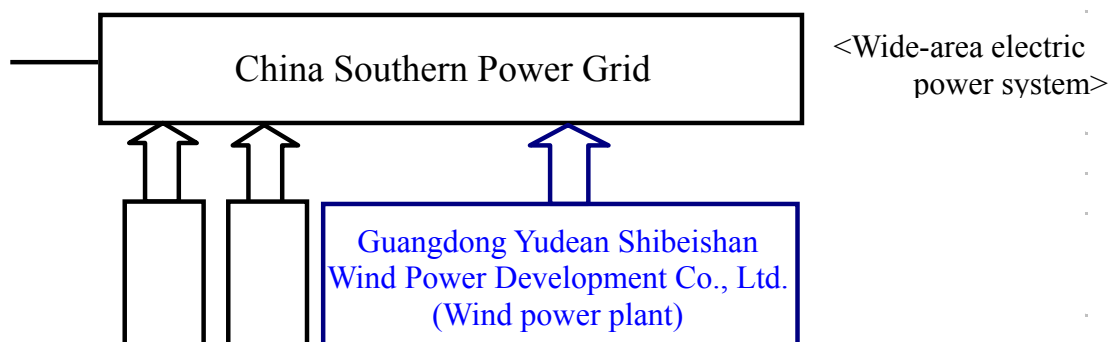 China Southern Power Grid
<Wide-area electric
power system>
Guangdong Yudean Shibeishan
Wind Power Development Co., Ltd.
(Wind power plant)